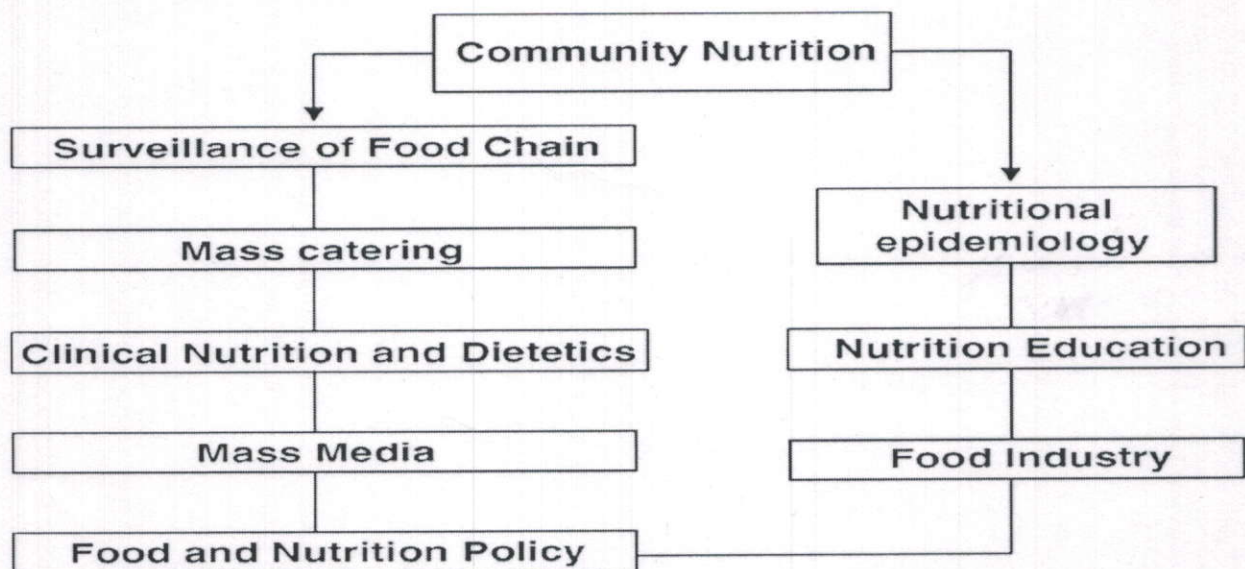 Community Nutrition
Surveillance of Food Chain
Mass catering
Clinical Nutrition and Dietetics
Mass Media
Food and Nutrition Policy
Nutritional
epidemiology
Nutrition Education
Food Industry